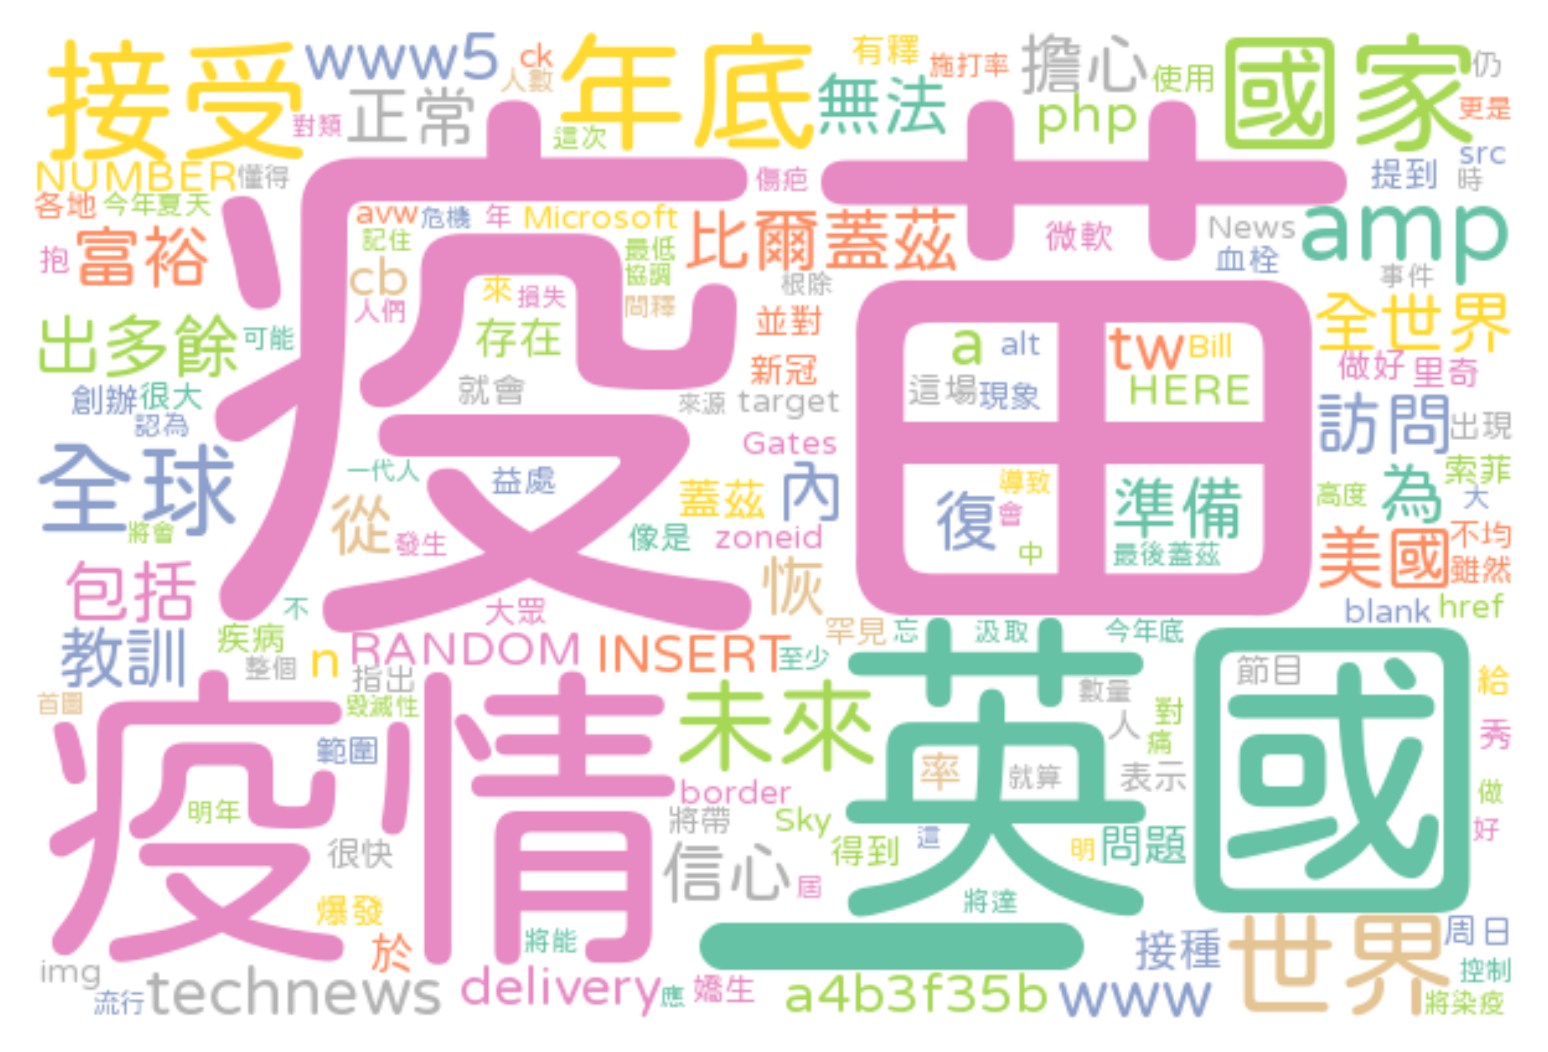 接受
www5
ck
人數
年底
有釋
施打率
擔心
使用
國家
仍
更是
對類
正常
這次
無法
php
NUMBER
懂得
傷疤
提到
src
時
各地
今年夏天
avw
危機
年
Microsoft
比爾蓋茲
微軟
News
血栓
amp
抱
富裕
記住
最低
協調
cb
人們
來
損失
間釋
根除
事件
疫苗
出多餘
可能
存在
並對
全世界
a
alt
tw
Bill
HERE
這場
現象
做好
里奇
創辦
很大
認為
就會
新冠
來源
target
Gates
訪問
出現
全球
將會
一代人
益處
從
發生
蓋茲
內
像是
zoneid
復
導致
會
中
準備
最後蓋茲
高度
為
索菲
大
美國
不均
雖然
包括
不
大眾
恢
blank
href
教訓
疾病
整個
n
RANDOM
指出
INSERT
至少
罕見
忘
汲取
今年底
首圖
毀滅性
範圍
疫情
未來
英國
數量
人
對
痛
節目
給
秀
明年
很快
border
將帶
Sky
率
就算
表示
做
好
信心
屆
得到
這
明
問題
爆發
將能
於
將達
一
接種
世界
周日
控制
將染疫
img
流行
technews
delivery
應
嬌生
a4b3f35b
www